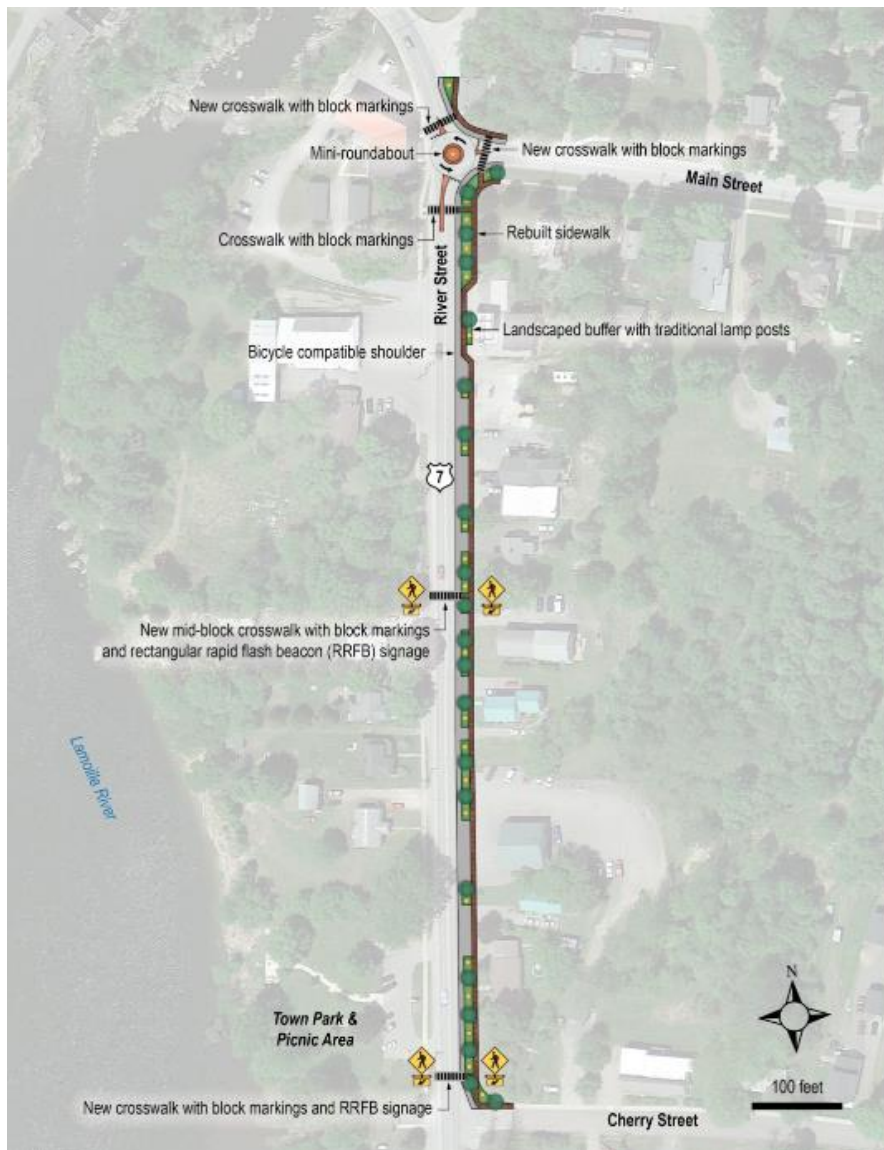 New crosswalk with block markings
Mini-roundabout
New crosswalk with block markings
Main Street
Crosswalk with block markings
Rebuilt sidewalk
River Street
Landscaped buffer with traditional lamp posts
Bicycle compatible shoulder
7
New mid-block crosswalk with block markings
and rectangular rapid flash beacon (RRFB) signage
Lamoille River
N
Town Park &
Picnic Area
100 feet
New crosswalk with block markings and RRFB signage
Cherry Street